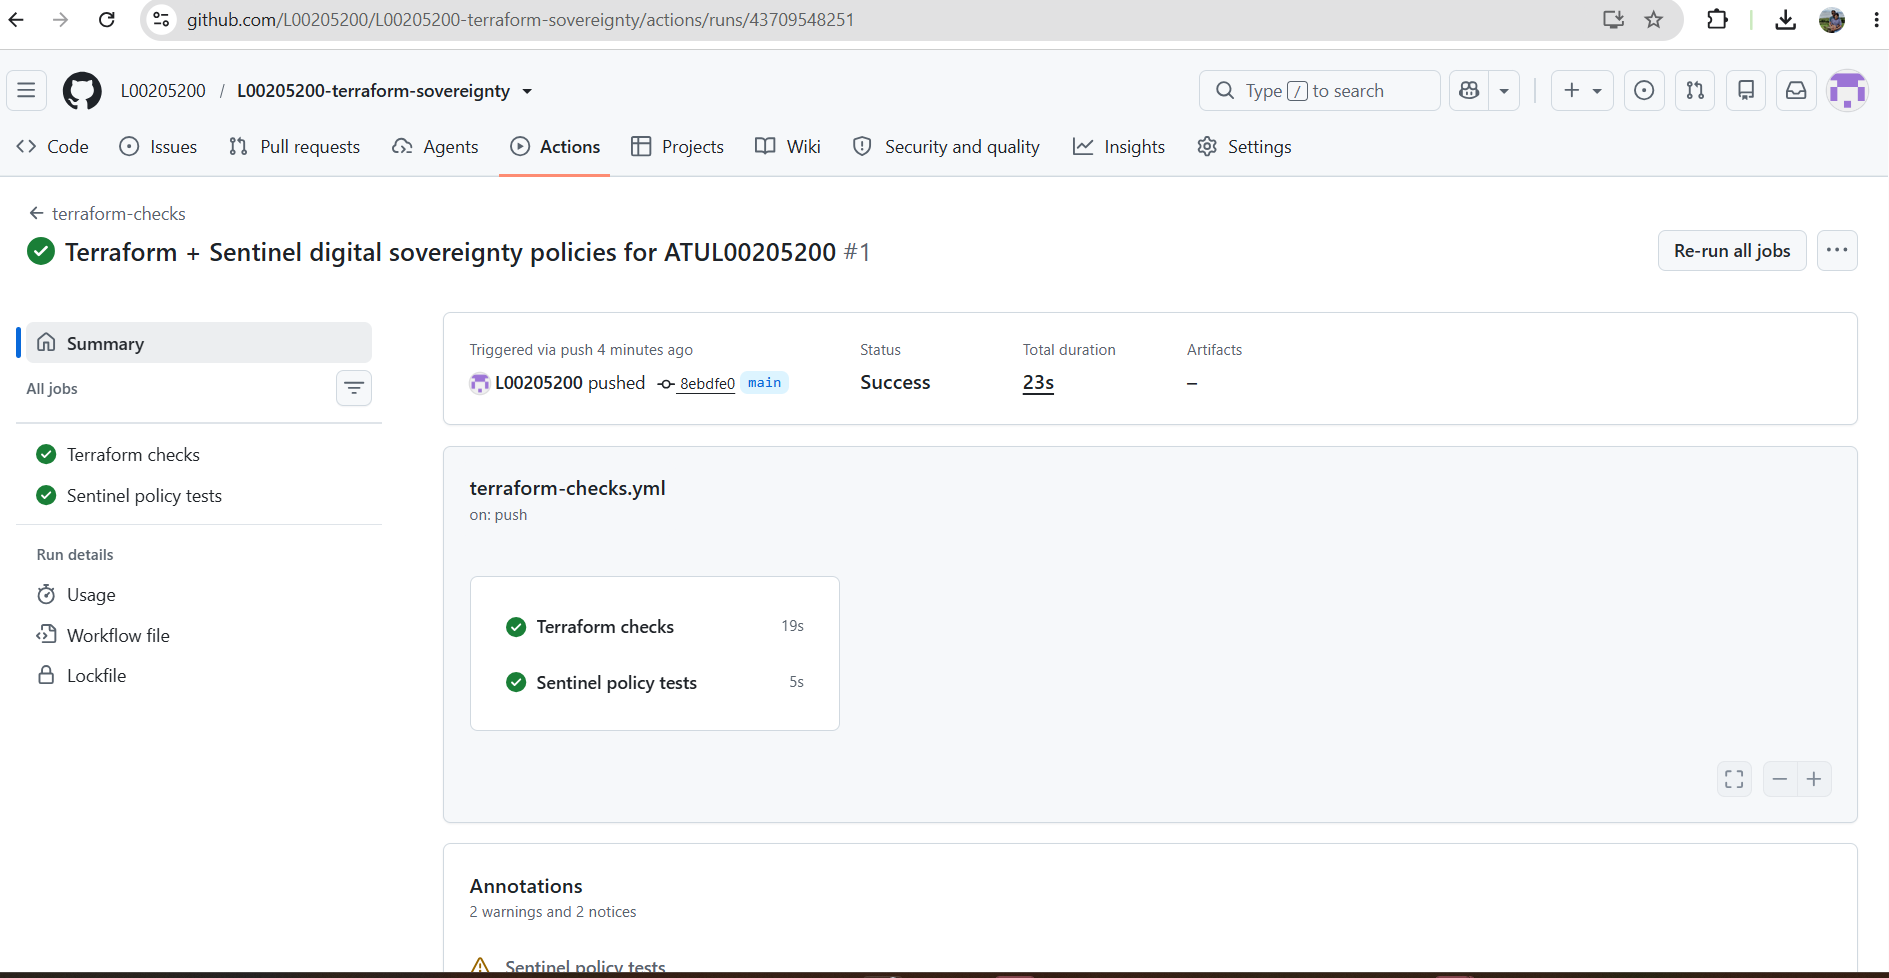 github.com/L00205200/L00205200-terraform-sovereignty/actions/runs/43709548251
L00205200 / L00205200-terraform-sovereignty
Type / to search
Code Issues Pull requests Agents Actions Projects Wiki Security and quality Insights Settings
terraform-checks
Terraform + Sentinel digital sovereignty policies for ATUL00205200 #1
Re-run all jobs
Summary
All jobs
Terraform checks
Sentinel policy tests
Run details
Usage
Workflow file
Lockfile
Triggered via push 4 minutes ago
L00205200 pushed 8ebdfe0 main
Status
Success
Total duration
23s
Artifacts
–
terraform-checks.yml
on: push
Terraform checks 19s
Sentinel policy tests 5s
Annotations
2 warnings and 2 notices
Sentinel policy tests